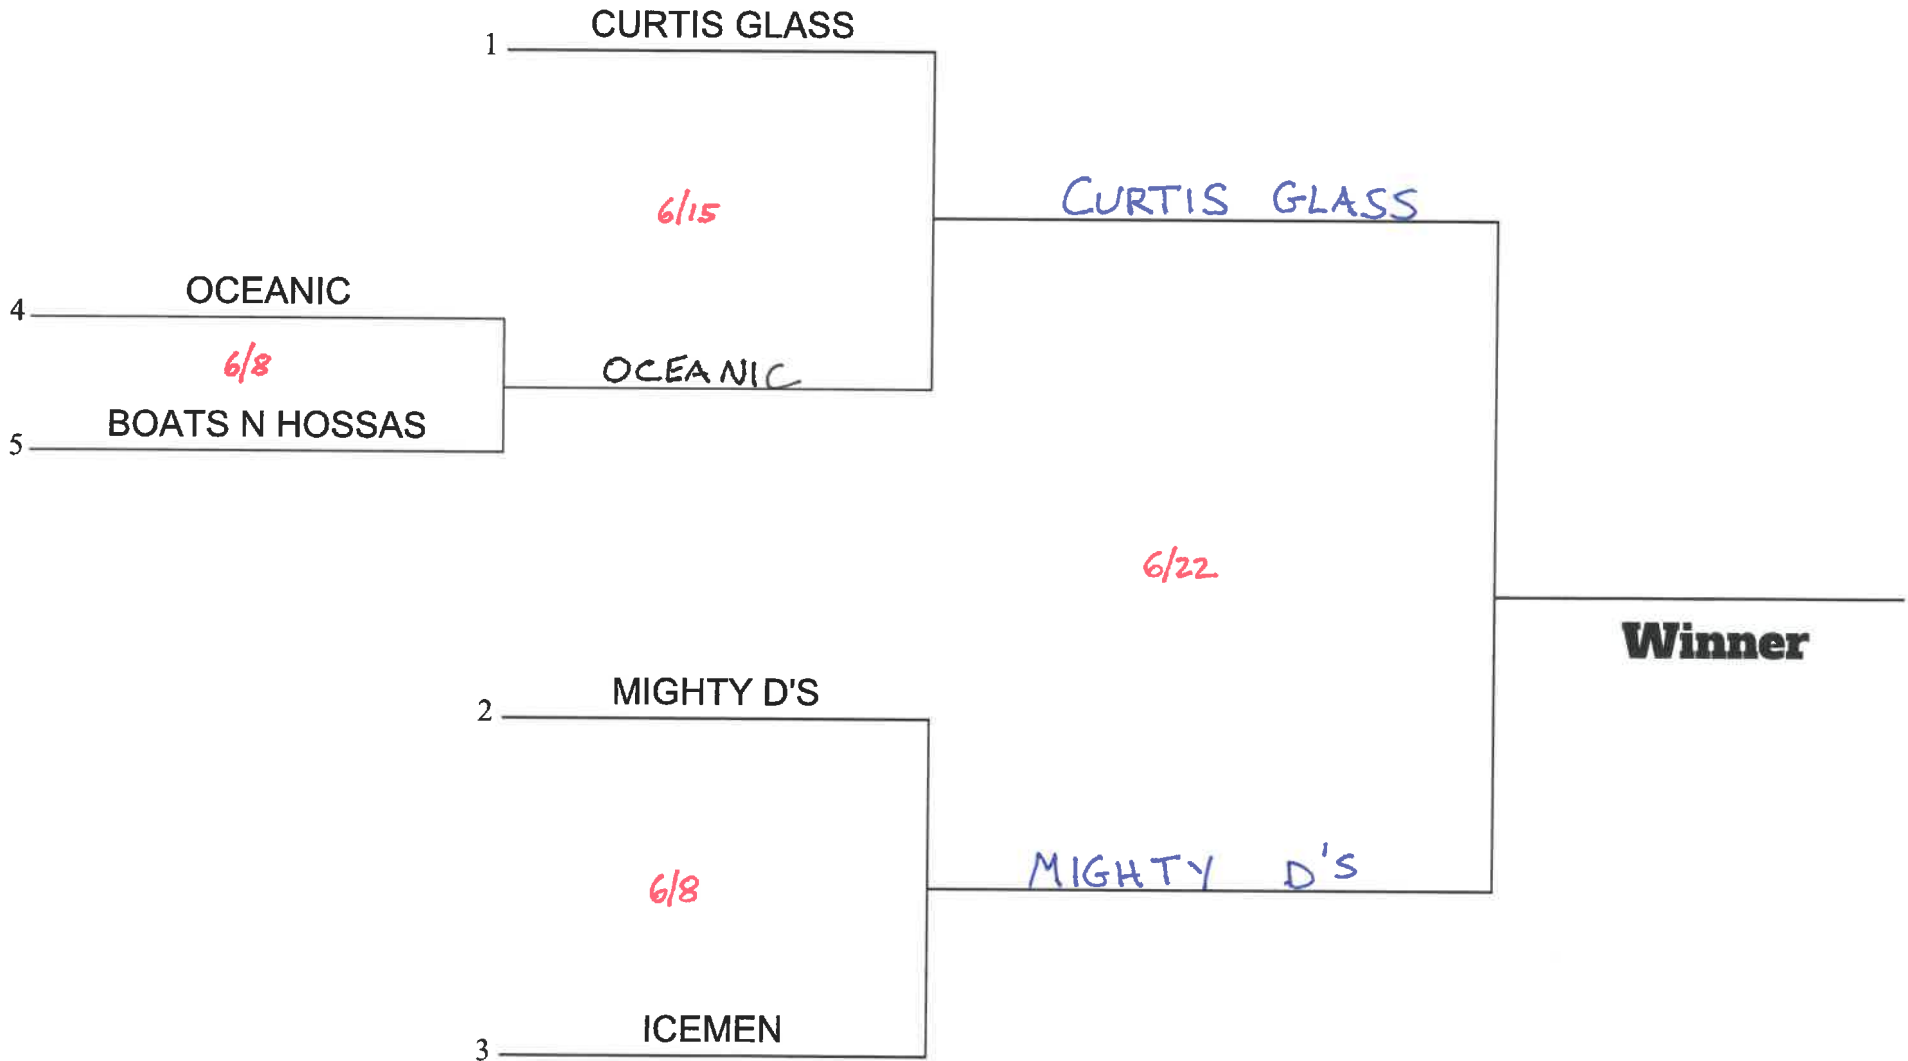 CURTIS GLASS
1
6/15
CURTIS GLASS
OCEANIC
4
6/8
OCEANIC
BOATS N HOSSAS
5
6/22
Winner
MIGHTY D'S
2
6/8
MIGHTY D'S
ICEMEN
3